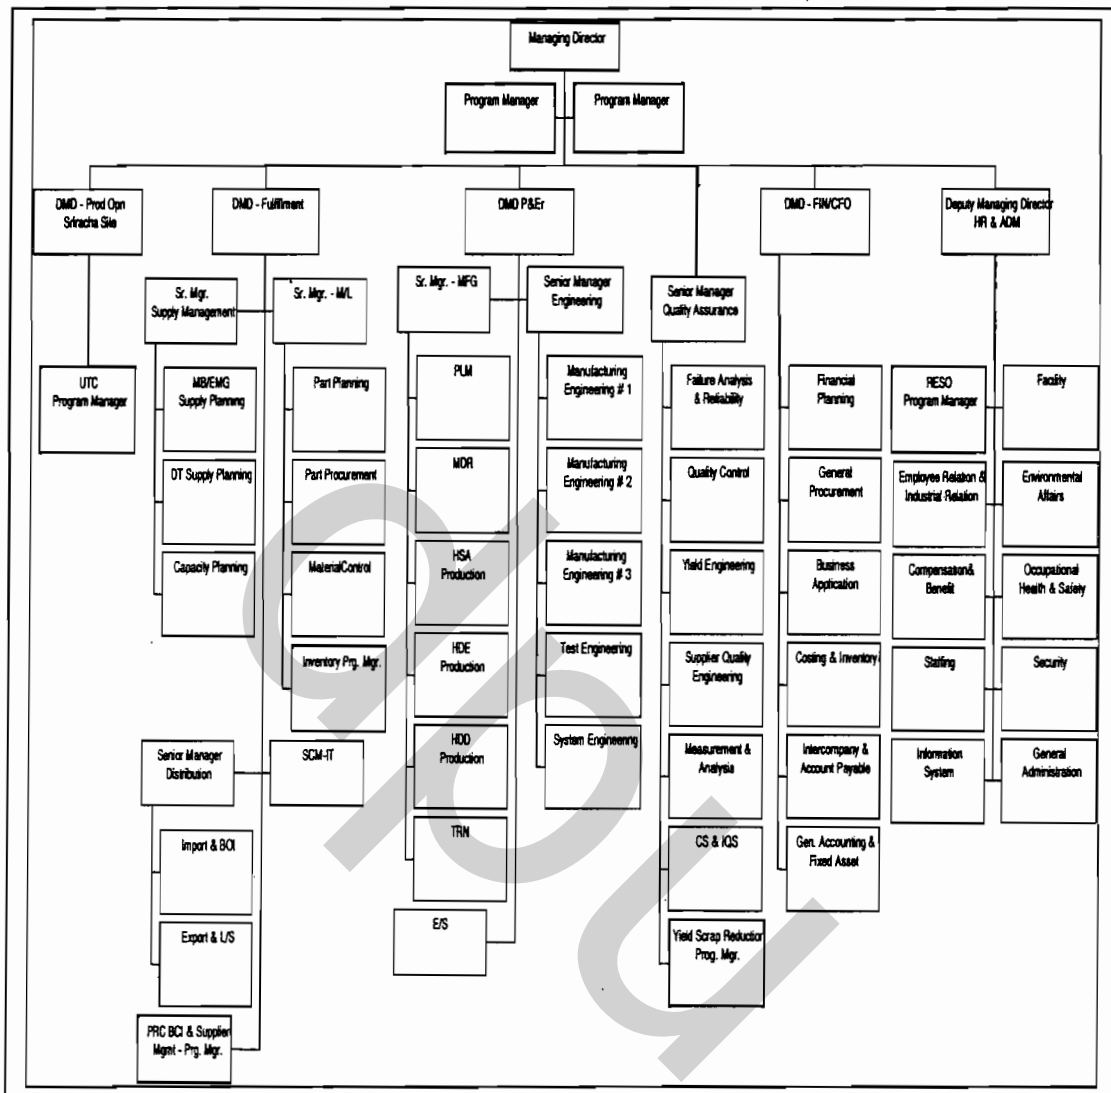 Managing Director
Program Manager
Program Manager
DMD - Prod Opn
Sriracha Site
DMD - Fulfillment
DMD P&Er
DMD - FIN/CFO
Deputy Managing Director
HR & ADM
Sr. Mgr.
Supply Management
Sr. Mgr. - M/L
Sr. Mgr. - MFG
Senior Manager
Engineering
Senior Manager
Quality Assurance
UTC
Program Manager
MB/EMG
Supply Planning
DT Supply Planning
Capacity Planning
Part Planning
Part Procurement
MaterialControl
Inventory Prg. Mgr.
Senior Manager
Distribution
SCM-IT
Import & BOI
Export & L/S
PRC BCI & Supplier
Mgmt - Prg. Mgr.
PLM
MDR
HSA
Production
HDE
Production
HDD
Production
TRN
E/S
Manufacturing
Engineering # 1
Manufacturing
Engineering # 2
Manufacturing
Engineering # 3
Test Engineering
System Engineering
Failure Analysis
& Reliability
Quality Control
Yield Engineering
Supplier Quality
Engineering
Measurement &
Analysis
CS & IQS
Yield Scrap Reduction
Prog. Mgr.
Financial
Planning
General
Procurement
Business
Application
Costing & Inventory
Intercompany &
Account Payable
Gen. Accounting &
Fixed Asset
RESO
Program Manager
Employee Relation &
Industrial Relation
Compensation&
Benefit
Staffing
Information
System
Facility
Environmental
Affairs
Occupational
Health & Safety
Security
General
Administration
dpu